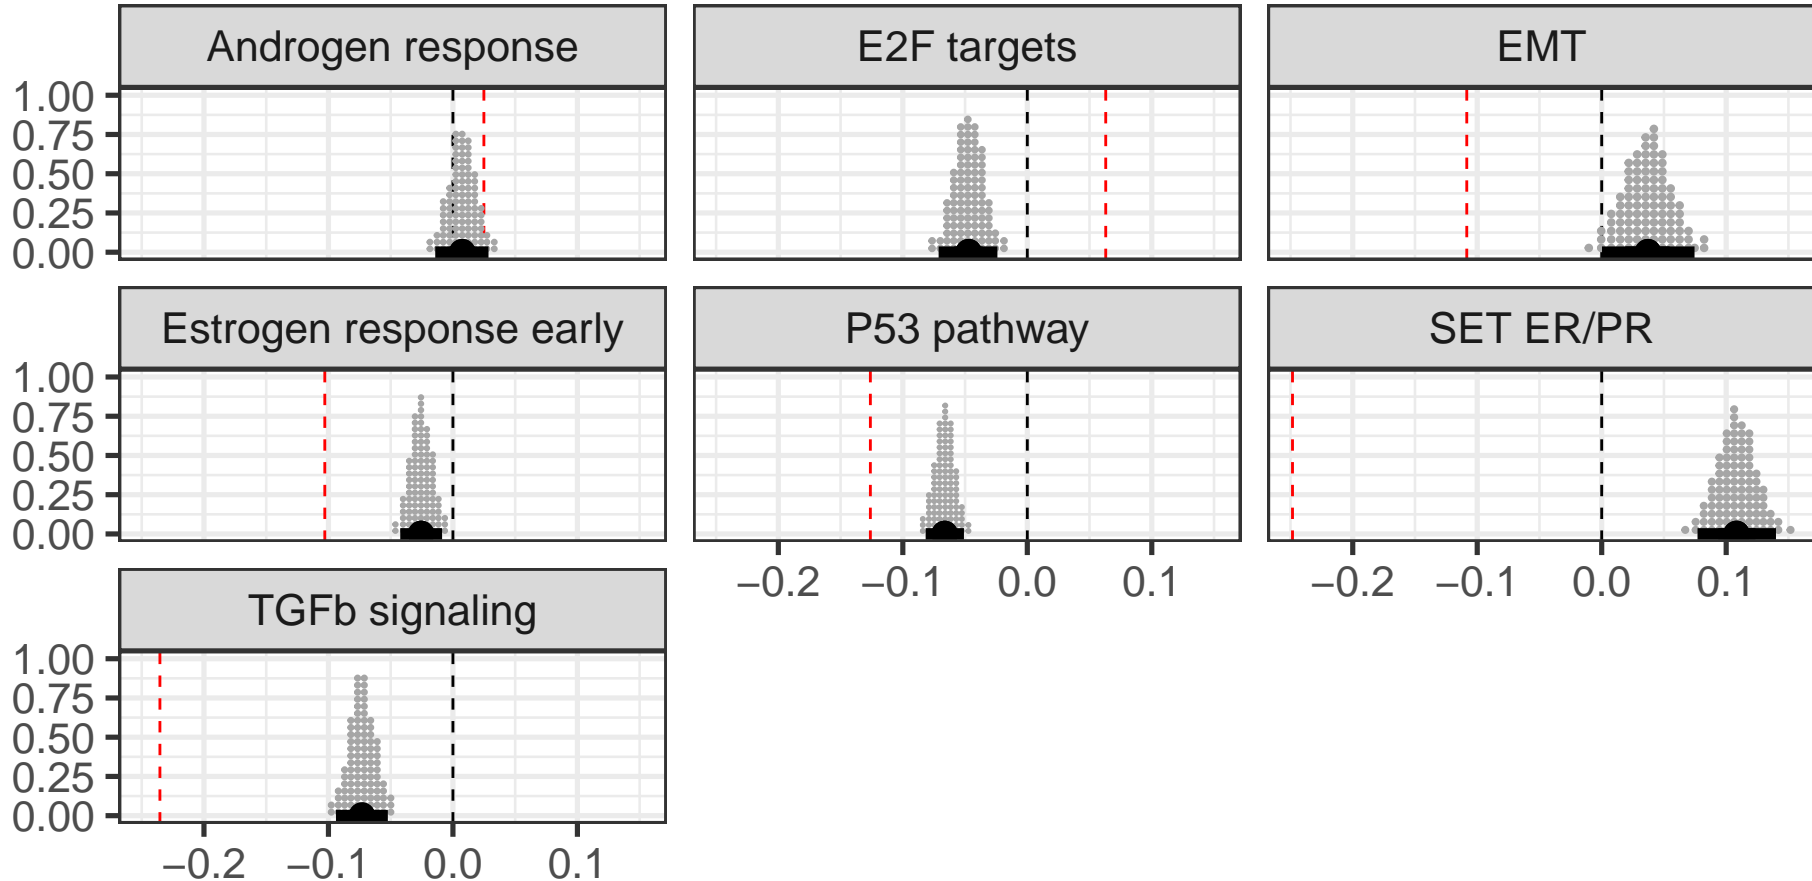 Androgen response
E2F targets
EMT
1.00
0.75
0.50
0.25
0.00
Estrogen response early
P53 pathway
SET ER/PR
1.00
0.75
0.50
0.25
0.00
−0.2 −0.1 0.0 0.1
−0.2 −0.1 0.0 0.1
TGFb signaling
1.00
0.75
0.50
0.25
0.00
−0.2 −0.1 0.0 0.1